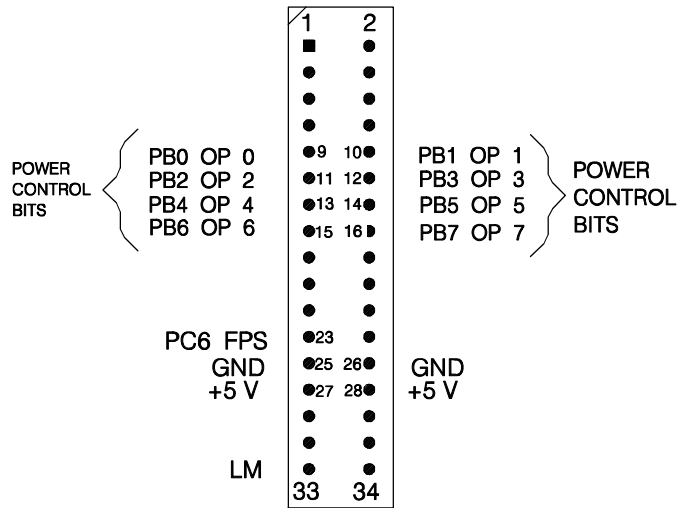 1 2
PB0 OP 0 9 10 PB1 OP 1
PB2 OP 2 11 12 PB3 OP 3
PB4 OP 4 13 14 PB5 OP 5
PB6 OP 6 15 16 PB7 OP 7
POWER
CONTROL
BITS
POWER
CONTROL
BITS
PC6 FPS 23
GND 25 26 GND
+5 V 27 28 +5 V
LM
33 34